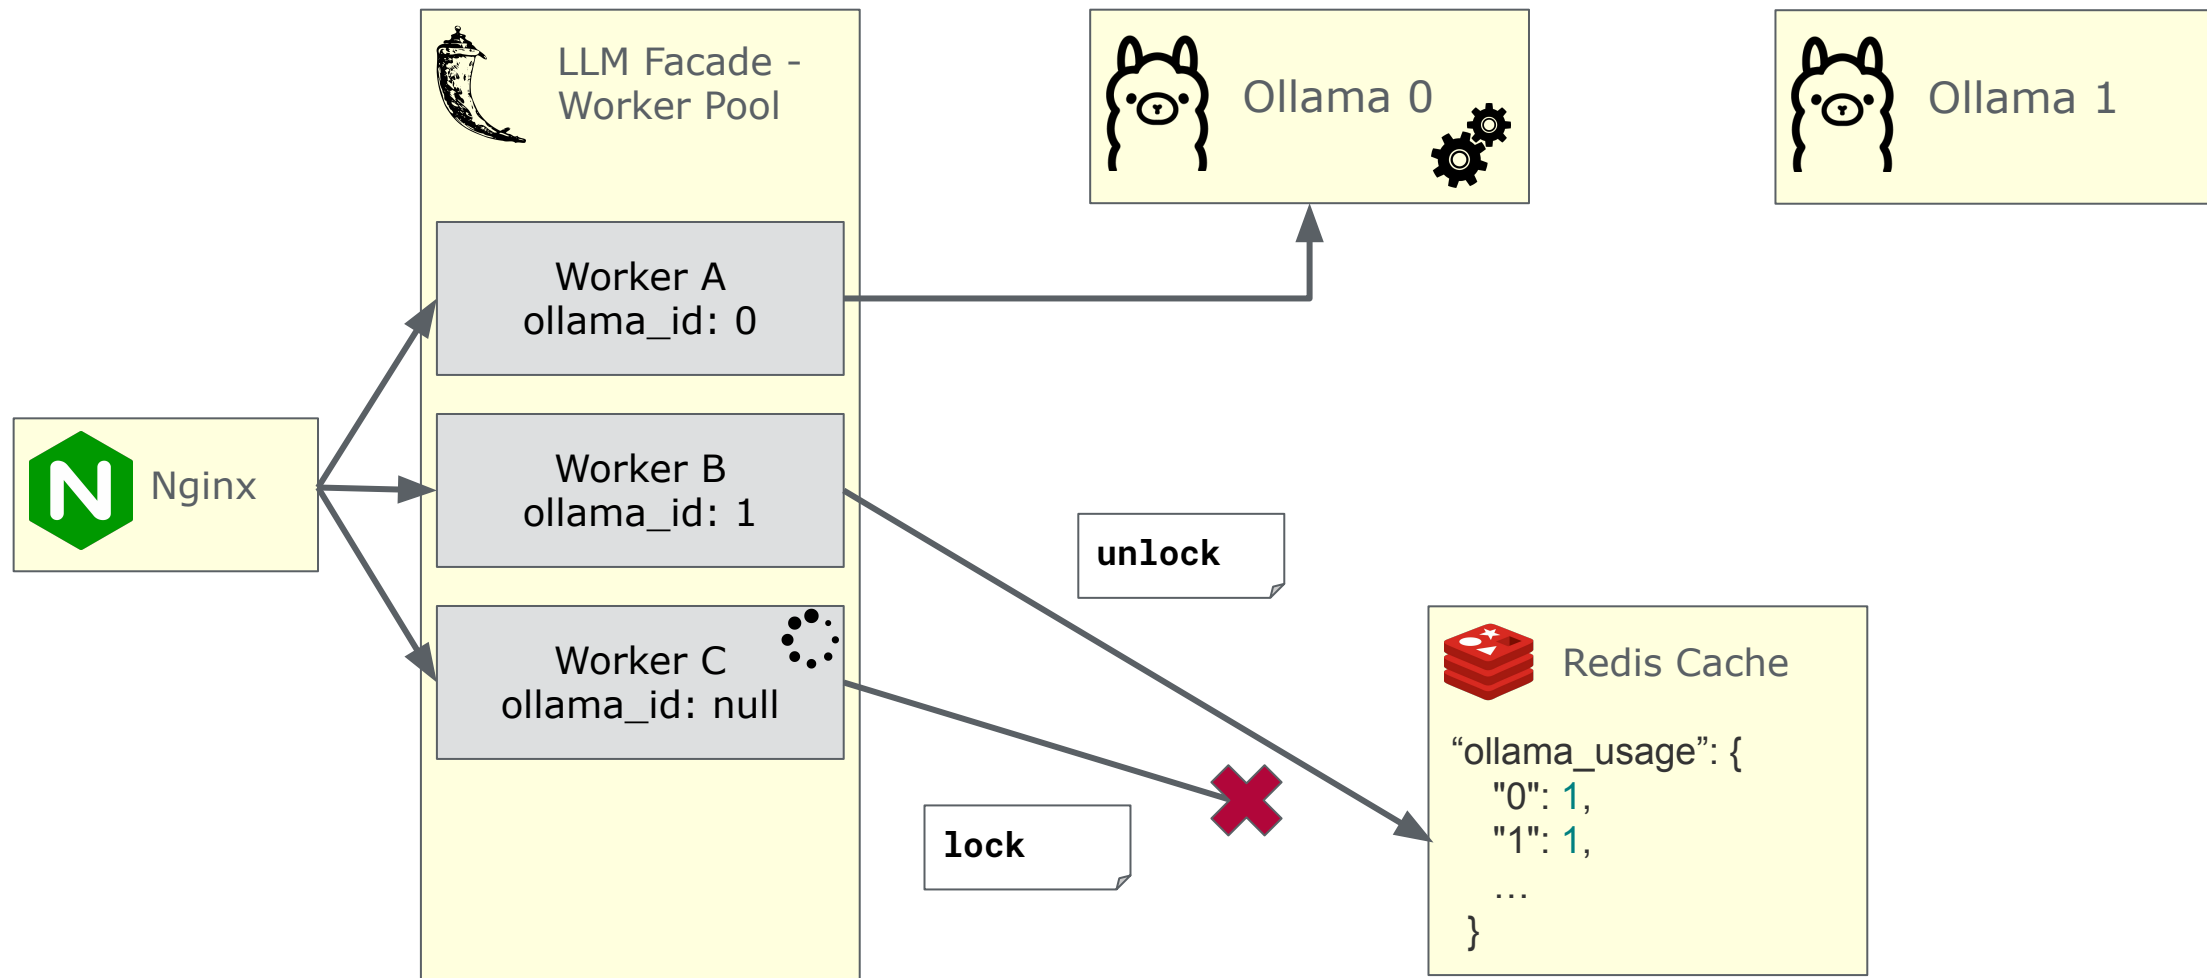 LLM Facade -
Worker Pool
Ollama 0
Ollama 1
Worker A
ollama_id: 0
Nginx
Worker B
ollama_id: 1
unlock
Worker C
ollama_id: null
lock
Redis Cache
“ollama_usage”: {
"0": 1,
"1": 1,
...
}